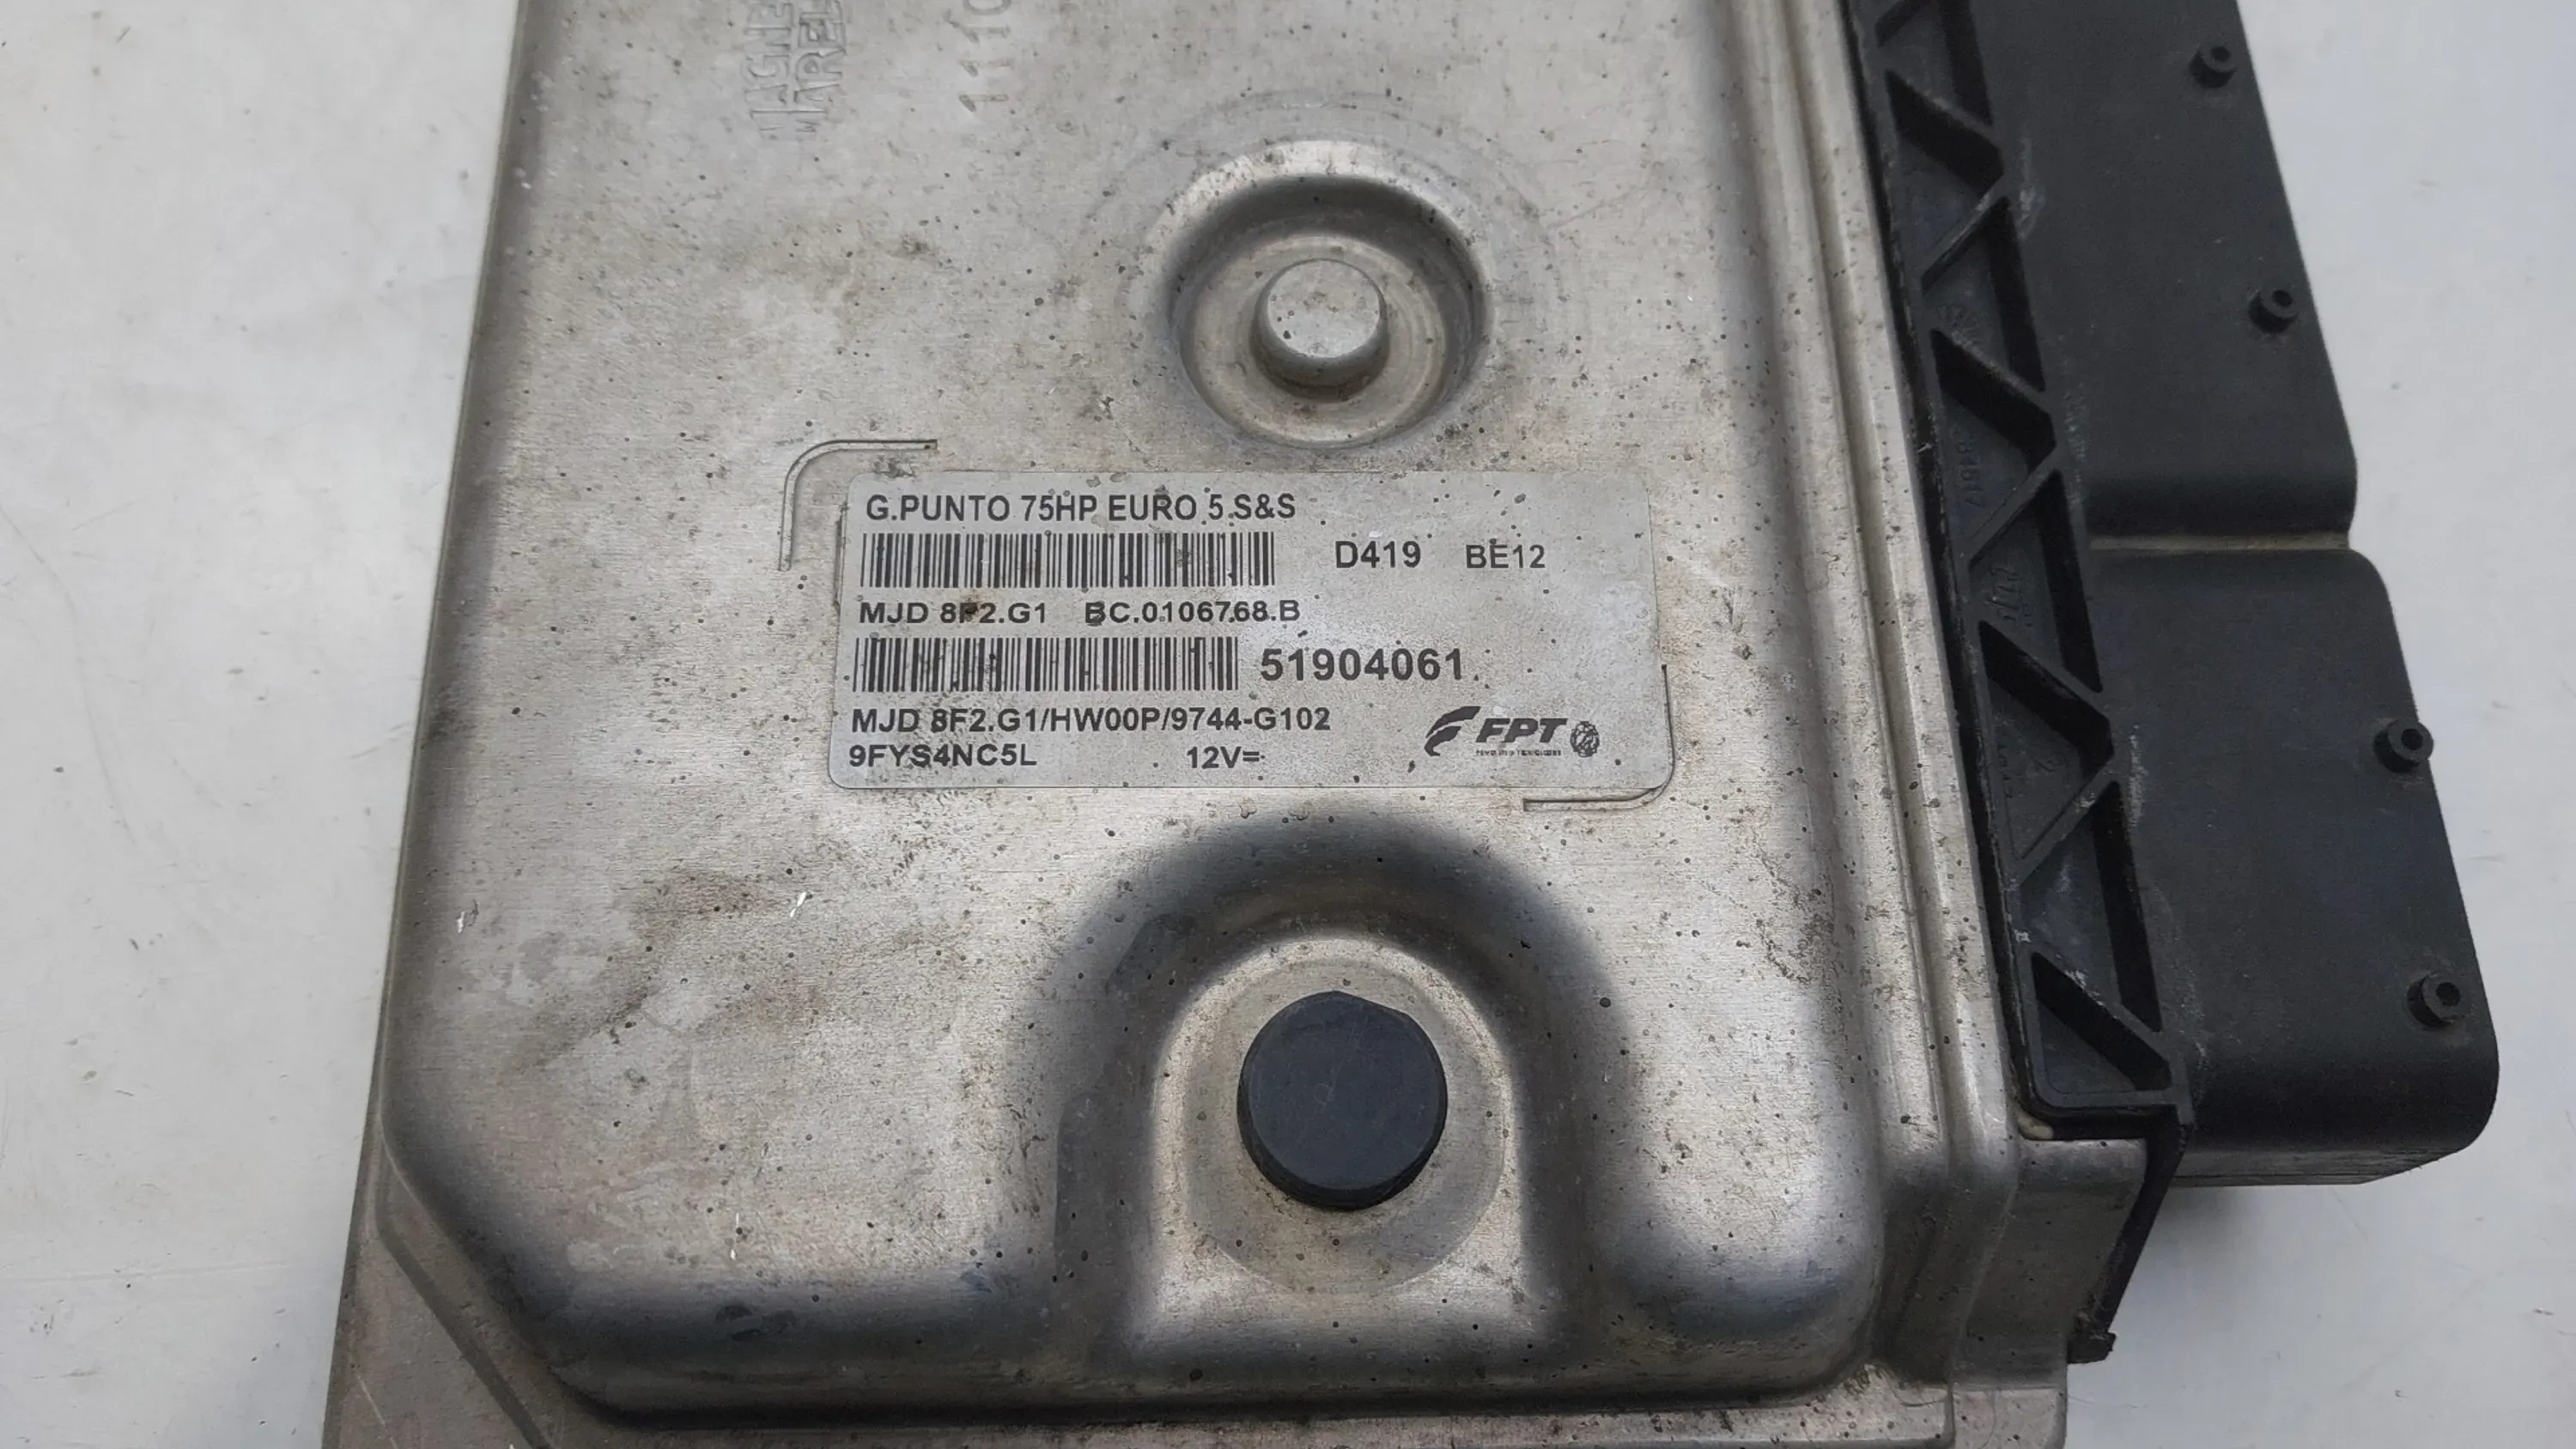 G.PUNTO 75HP EURO 5 S&S
D419 BE12
MJD 8F2.G1 BC.0106768.B
51904061
MJD 8F2.G1/HW00P/9744-G102
9FYS4NC5L 12V=
FPT